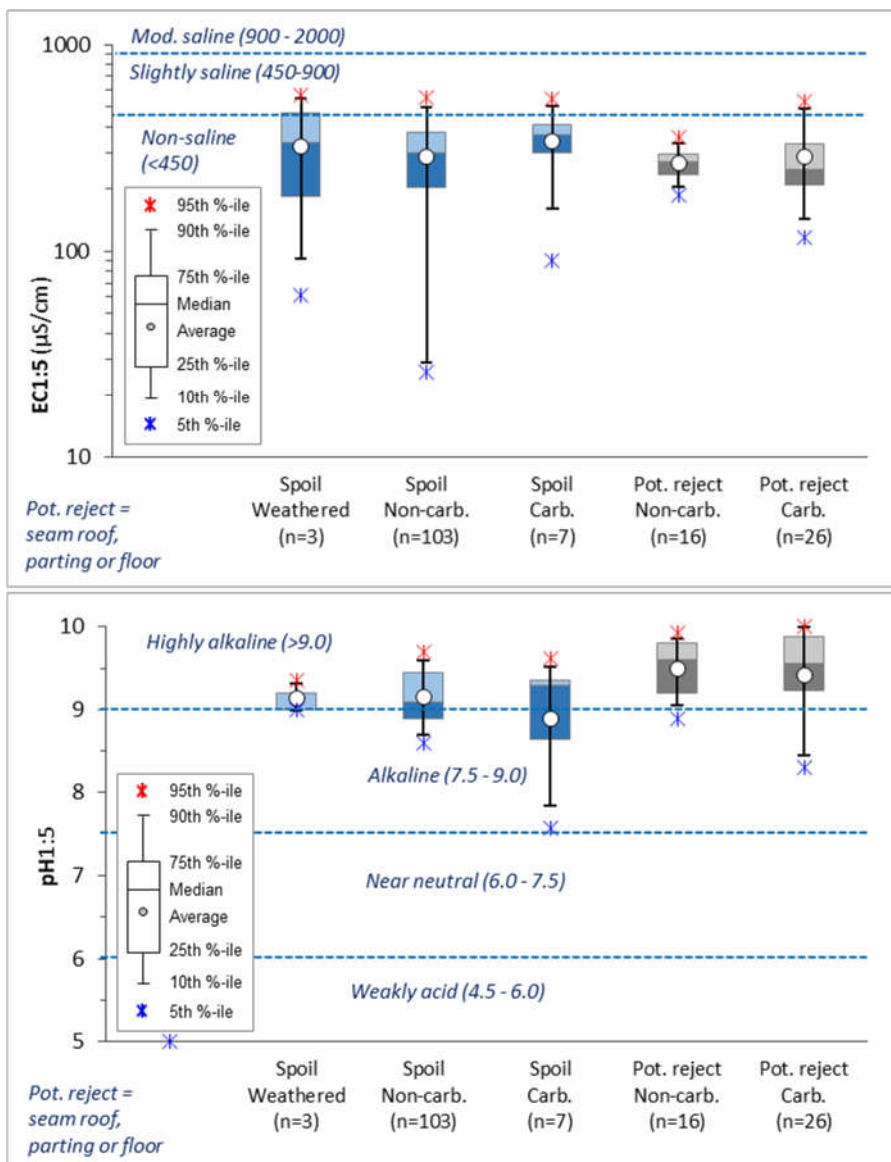 1000
Mod. saline (900 - 2000)
Slightly saline (450-900)
Non-saline
(<450)
95th %-ile
90th %-ile
75th %-ile
Median
Average
25th %-ile
10th %-ile
5th %-ile
100
10
EC1:5 (µS/cm)
Pot. reject =
seam roof,
parting or floor
Spoil
Weathered
(n=3)
Spoil
Non-carb.
(n=103)
Spoil
Carb.
(n=7)
Pot. reject
Non-carb.
(n=16)
Pot. reject
Carb.
(n=26)
10
9
8
7
6
5
pH1:5
Highly alkaline (>9.0)
Alkaline (7.5 - 9.0)
Near neutral (6.0 - 7.5)
Weakly acid (4.5 - 6.0)
95th %-ile
90th %-ile
75th %-ile
Median
Average
25th %-ile
10th %-ile
5th %-ile
Pot. reject =
seam roof,
parting or floor
Spoil
Weathered
(n=3)
Spoil
Non-carb.
(n=103)
Spoil
Carb.
(n=7)
Pot. reject
Non-carb.
(n=16)
Pot. reject
Carb.
(n=26)